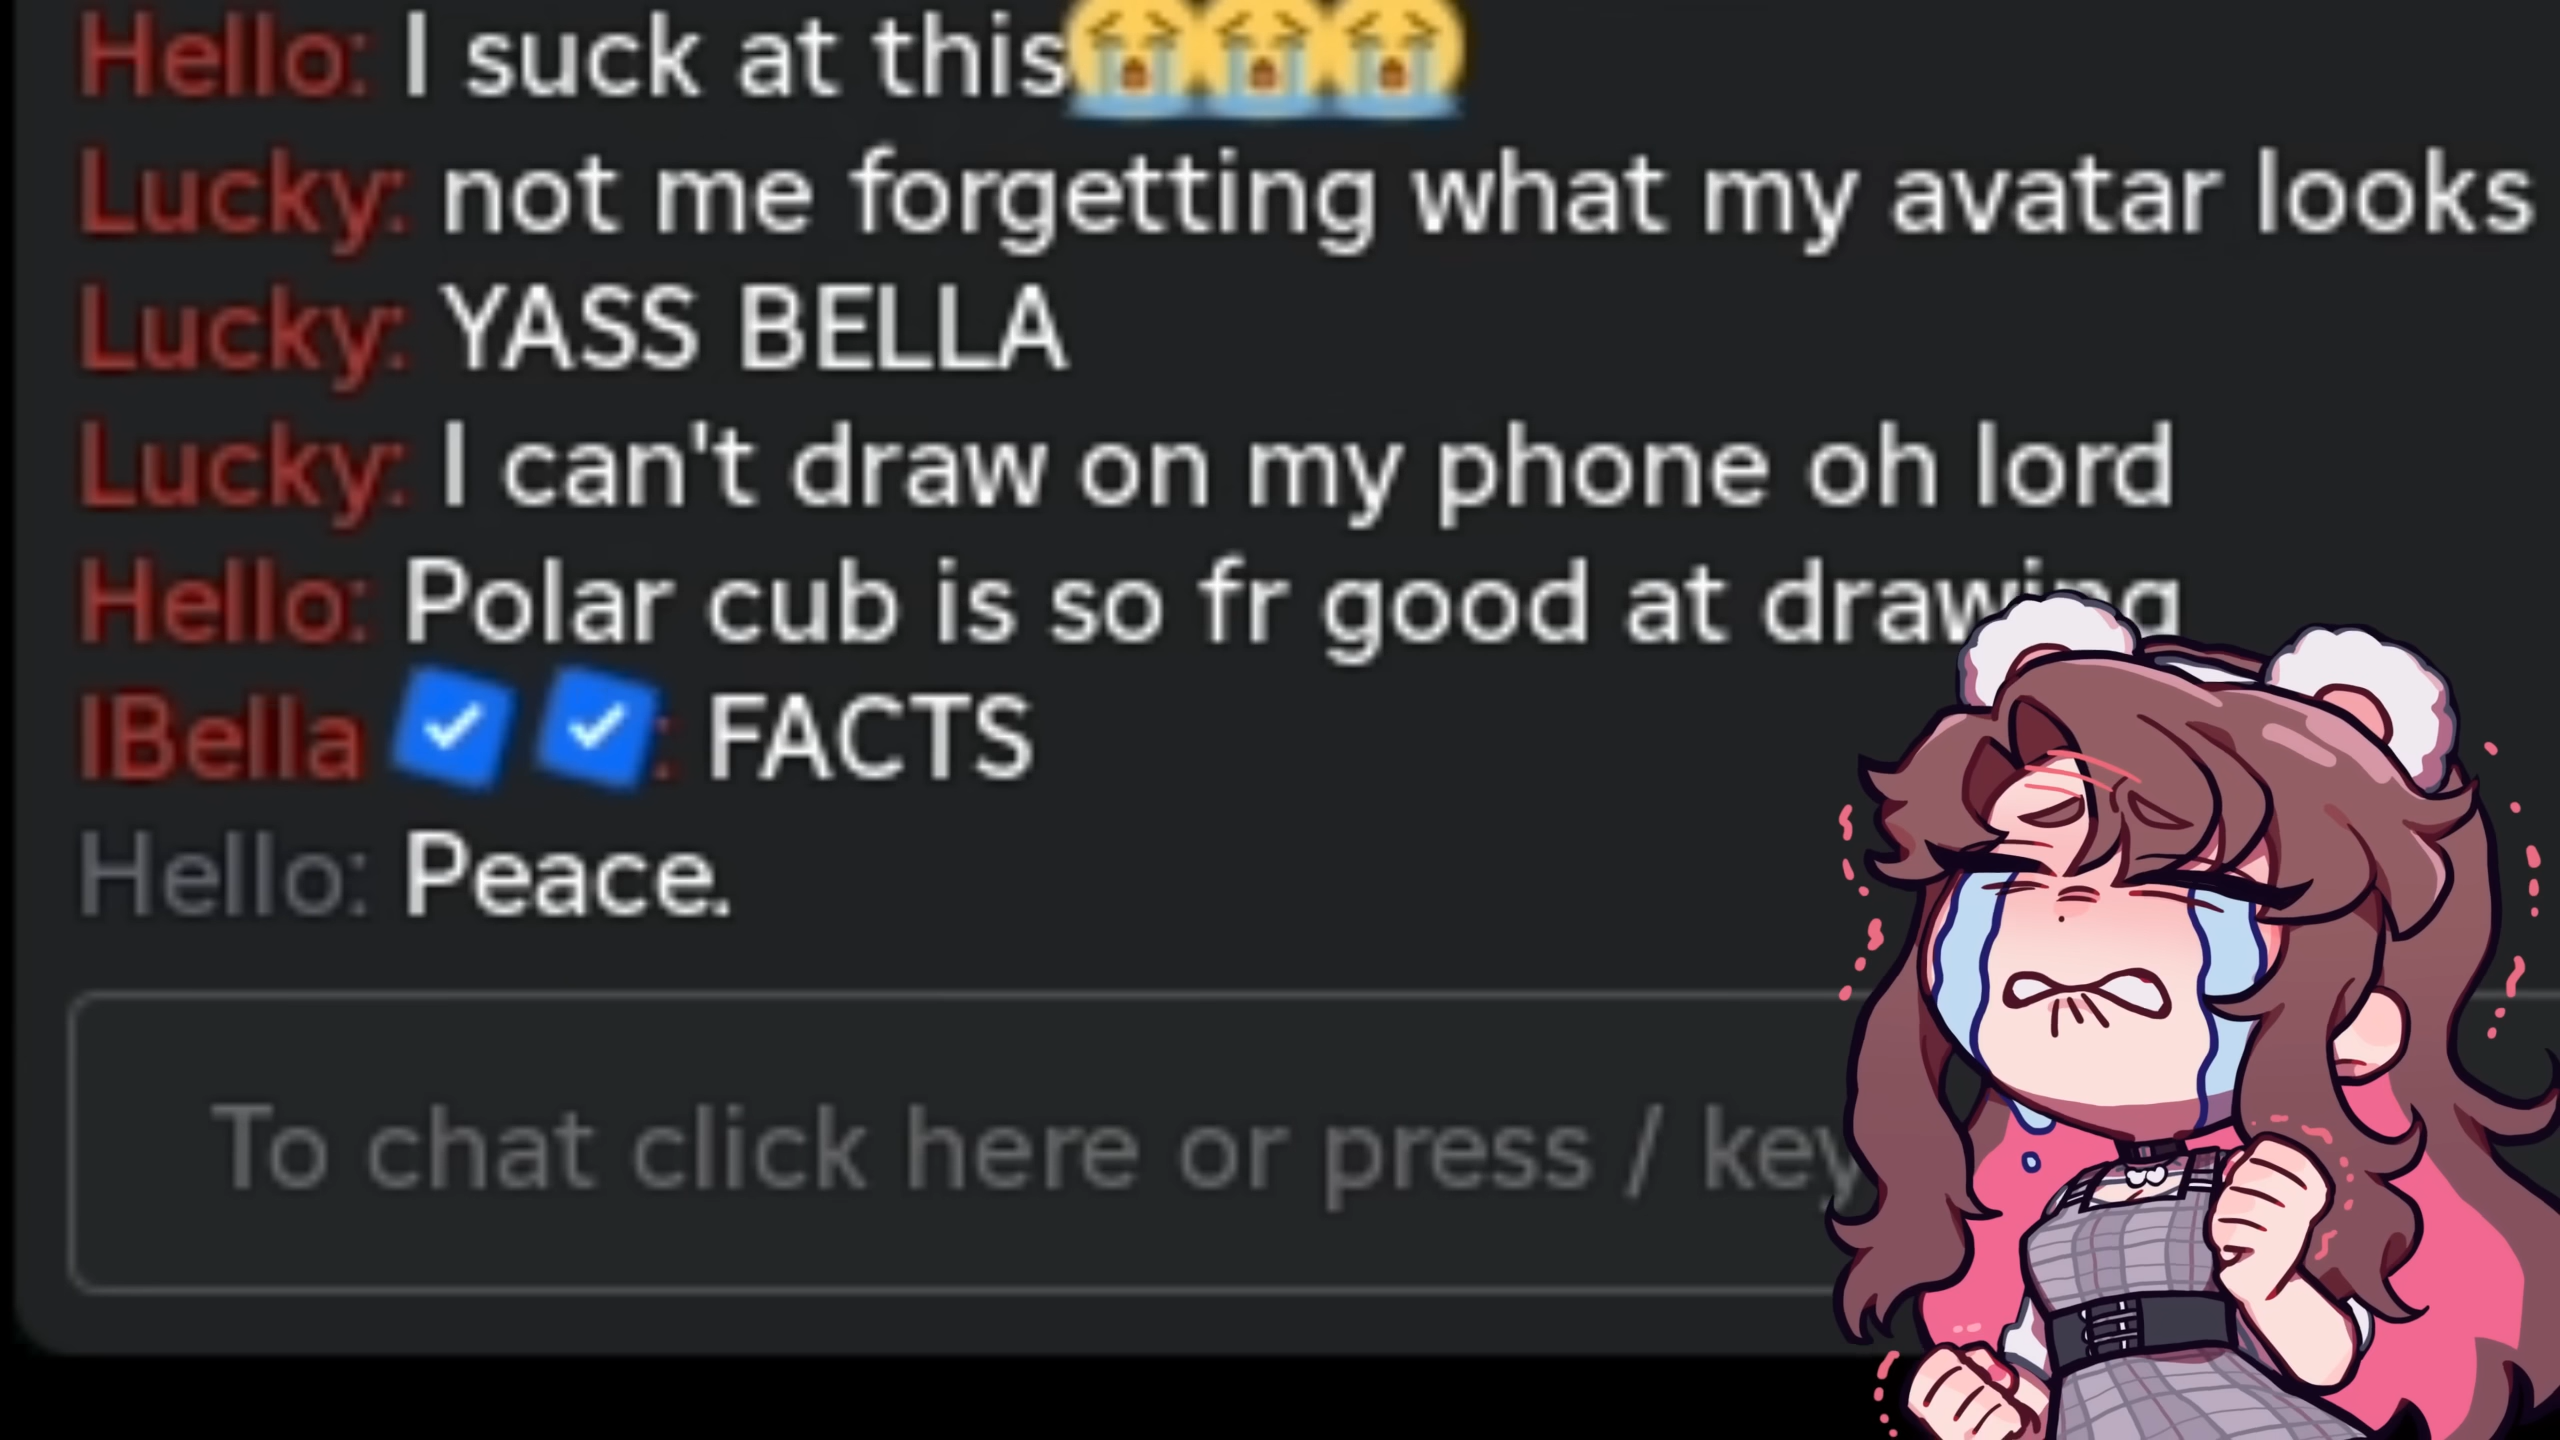 Hello: I suck at this😭😭😭
Lucky: not me forgetting what my avatar looks
Lucky: YASS BELLA
Lucky: I can't draw on my phone oh lord
Hello: Polar cub is so fr good at drawing
IBella ☑️ ☑️: FACTS
Hello: Peace.
To chat click here or press / key